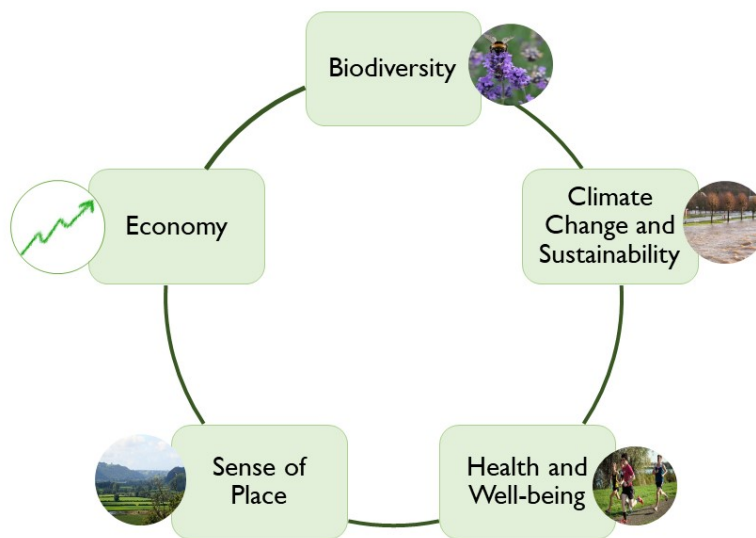 Biodiversity
Climate
Change and
Sustainability
Economy
Sense of
Place
Health and
Well-being